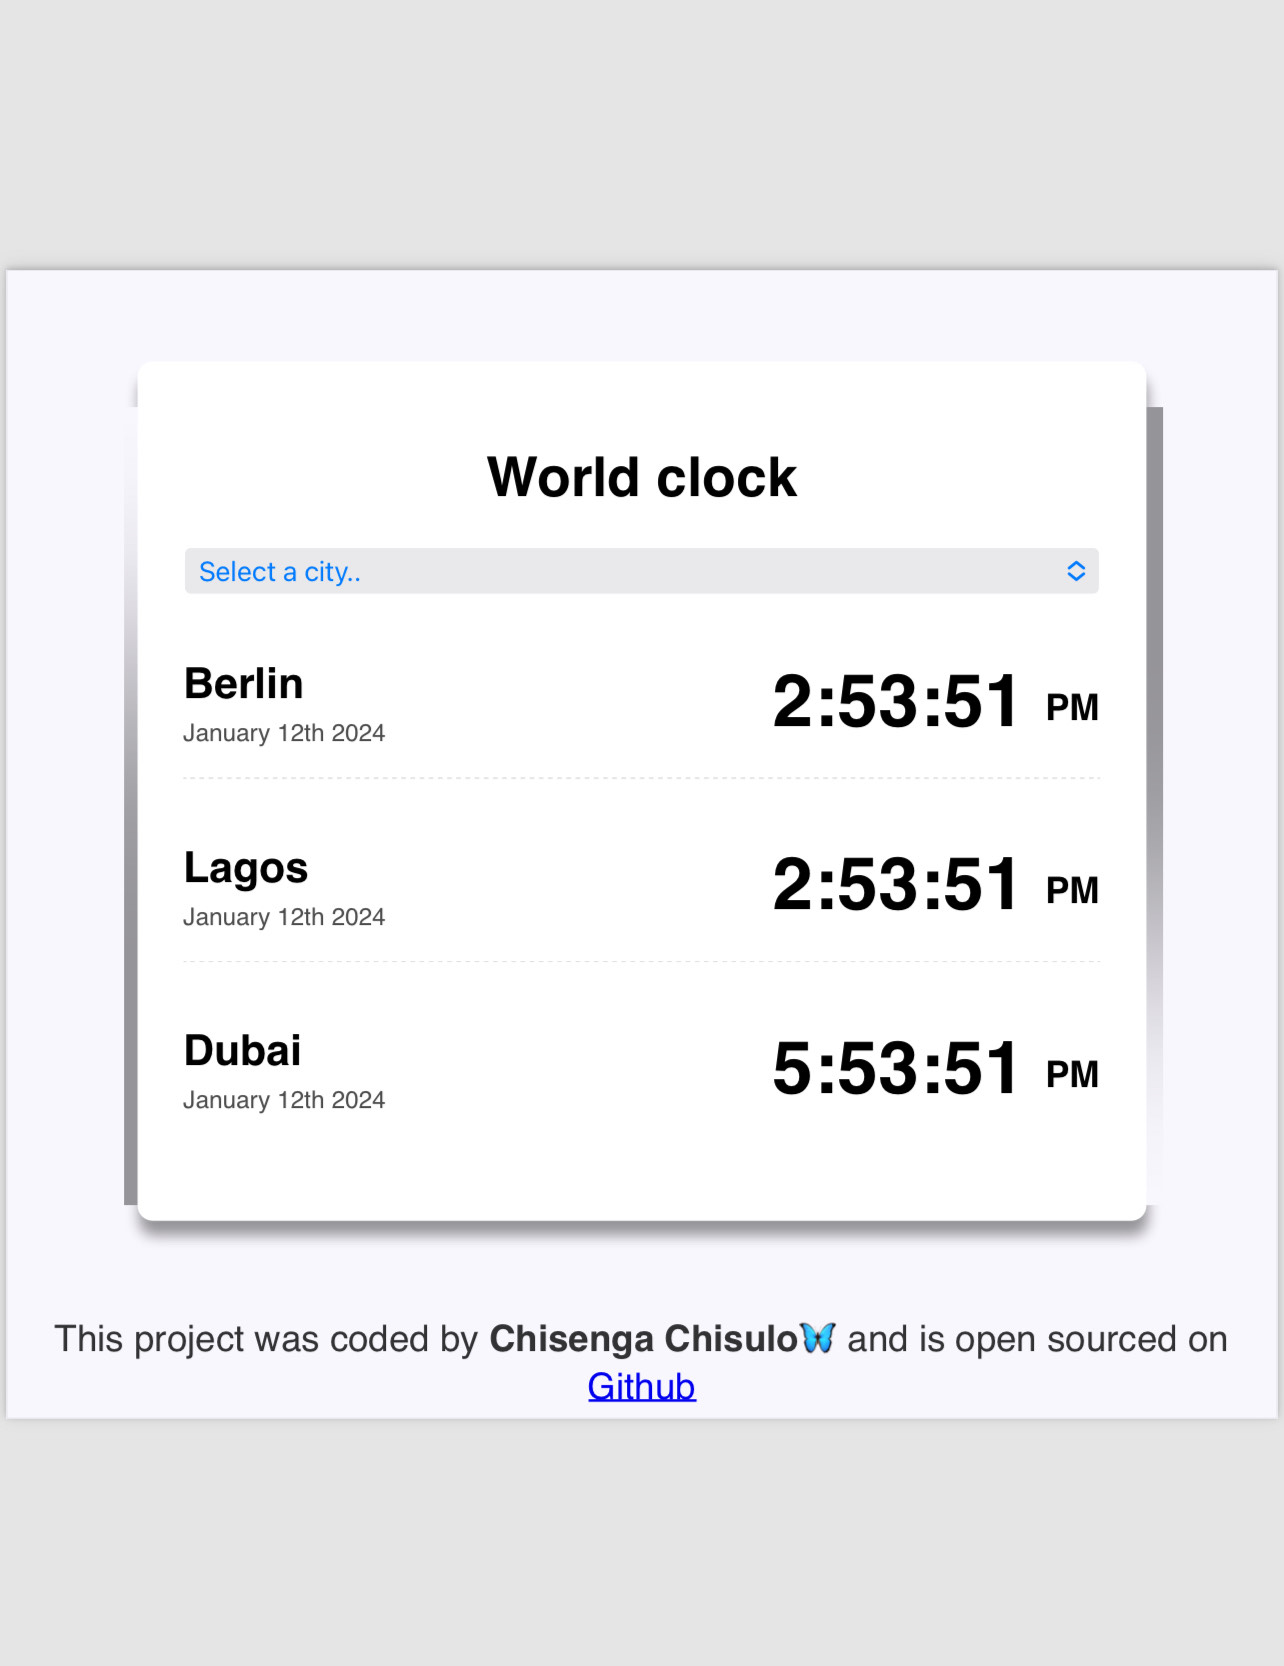 World clock
Select a city..
Berlin
2:53:51 PM
January 12th 2024
Lagos
2:53:51 PM
January 12th 2024
Dubai
5:53:51 PM
January 12th 2024
This project was coded by Chisenga Chisulo🦋 and is open sourced on
Github